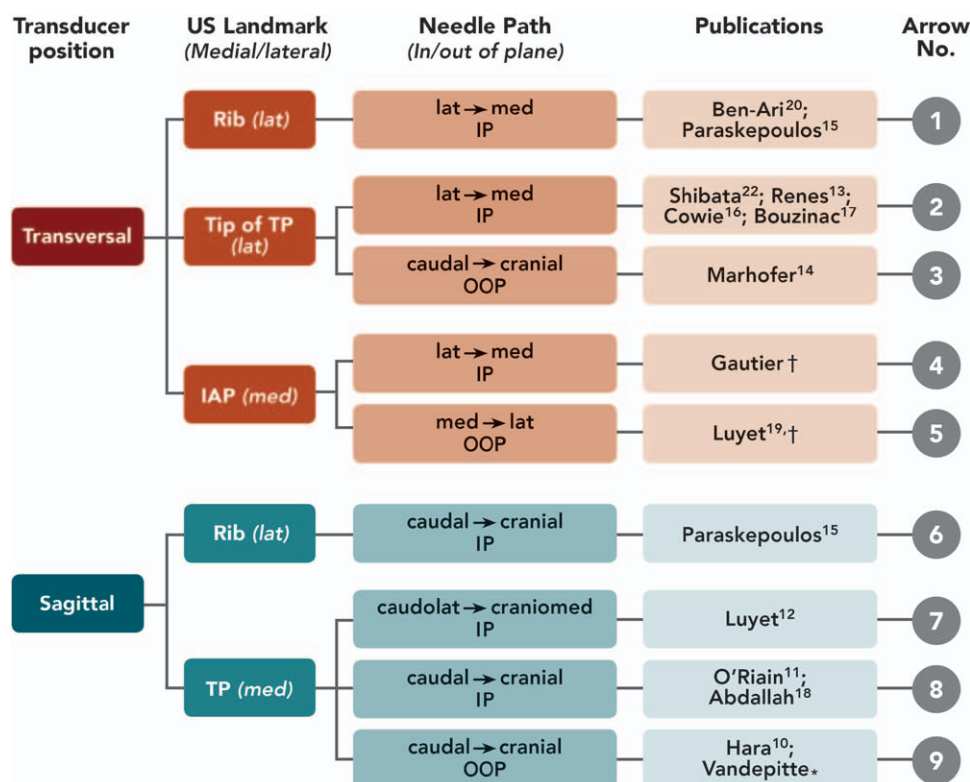 Transducer position
US Landmark (Medial/lateral)
Needle Path (In/out of plane)
Publications
Arrow No.
Transversal
Rib (lat)
lat → med
IP
Ben-Ari²⁰;
Paraskepoulos¹⁵
1
Tip of TP
(lat)
lat → med
IP
Shibata²²; Renes¹³;
Cowie¹⁶; Bouzinac¹⁷
2
caudal → cranial
OOP
Marhofer¹⁴
3
IAP (med)
lat → med
IP
Gautier †
4
med → lat
OOP
Luyet¹⁹,†
5
Sagittal
Rib (lat)
caudal → cranial
IP
Paraskepoulos¹⁵
6
TP (med)
caudolat → craniomed
IP
Luyet¹²
7
caudal → cranial
IP
O'Riain¹¹;
Abdallah¹⁸
8
caudal → cranial
OOP
Hara¹⁰;
Vandepitte*
9